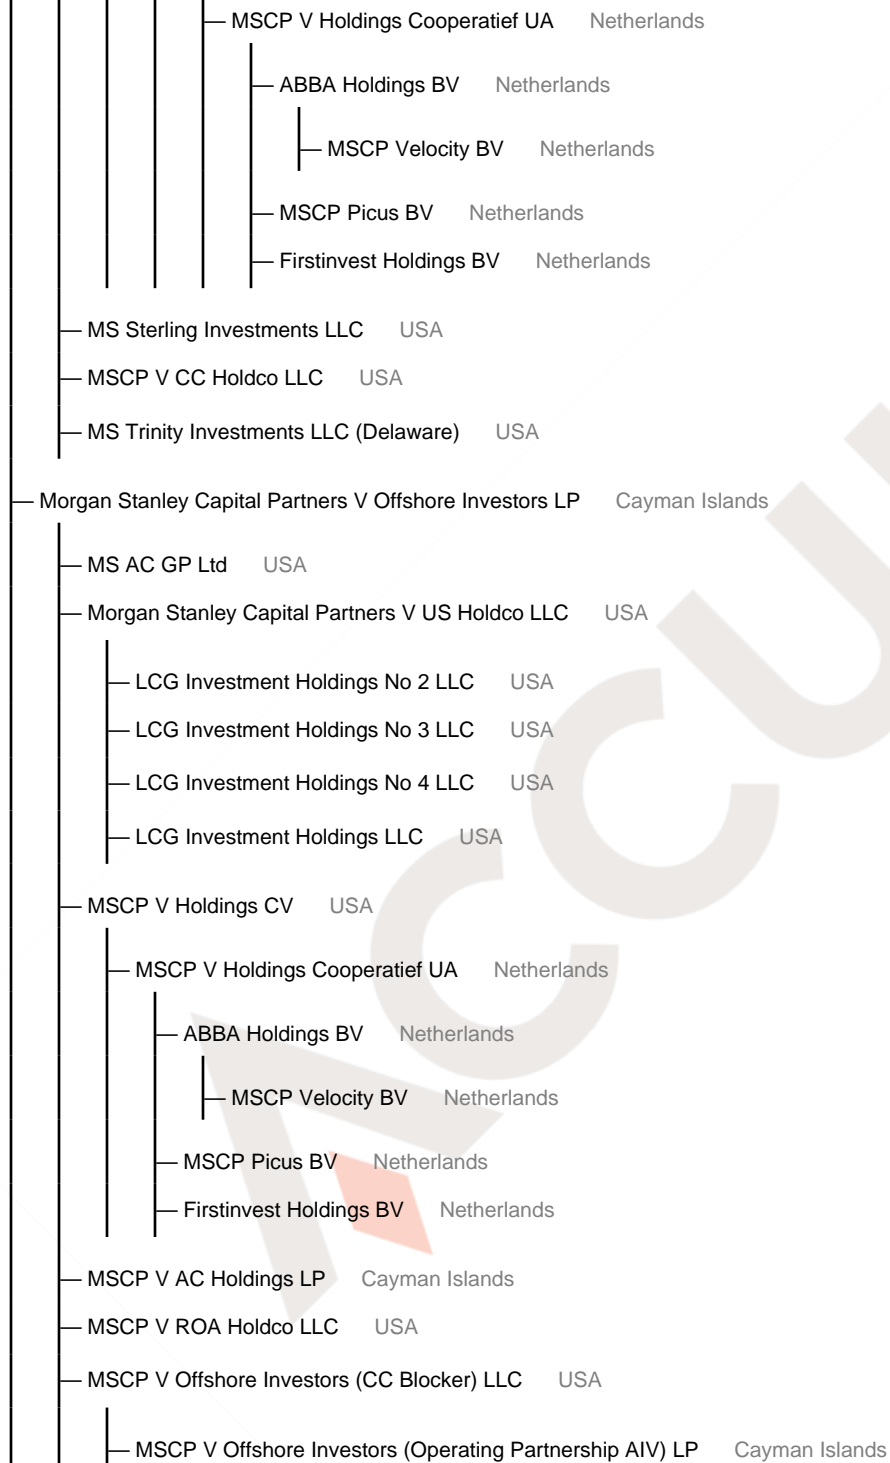 MSCP V Holdings Cooperatief UA Netherlands
ABBA Holdings BV Netherlands
MSCP Velocity BV Netherlands
MSCP Picus BV Netherlands
Firstinvest Holdings BV Netherlands
MS Sterling Investments LLC USA
MSCP V CC Holdco LLC USA
MS Trinity Investments LLC (Delaware) USA
Morgan Stanley Capital Partners V Offshore Investors LP Cayman Islands
MS AC GP Ltd USA
Morgan Stanley Capital Partners V US Holdco LLC USA
LCG Investment Holdings No 2 LLC USA
LCG Investment Holdings No 3 LLC USA
LCG Investment Holdings No 4 LLC USA
LCG Investment Holdings LLC USA
MSCP V Holdings CV USA
MSCP V Holdings Cooperatief UA Netherlands
ABBA Holdings BV Netherlands
MSCP Velocity BV Netherlands
MSCP Picus BV Netherlands
Firstinvest Holdings BV Netherlands
MSCP V AC Holdings LP Cayman Islands
MSCP V ROA Holdco LLC USA
MSCP V Offshore Investors (CC Blocker) LLC USA
MSCP V Offshore Investors (Operating Partnership AIV) LP Cayman Islands
ACCU